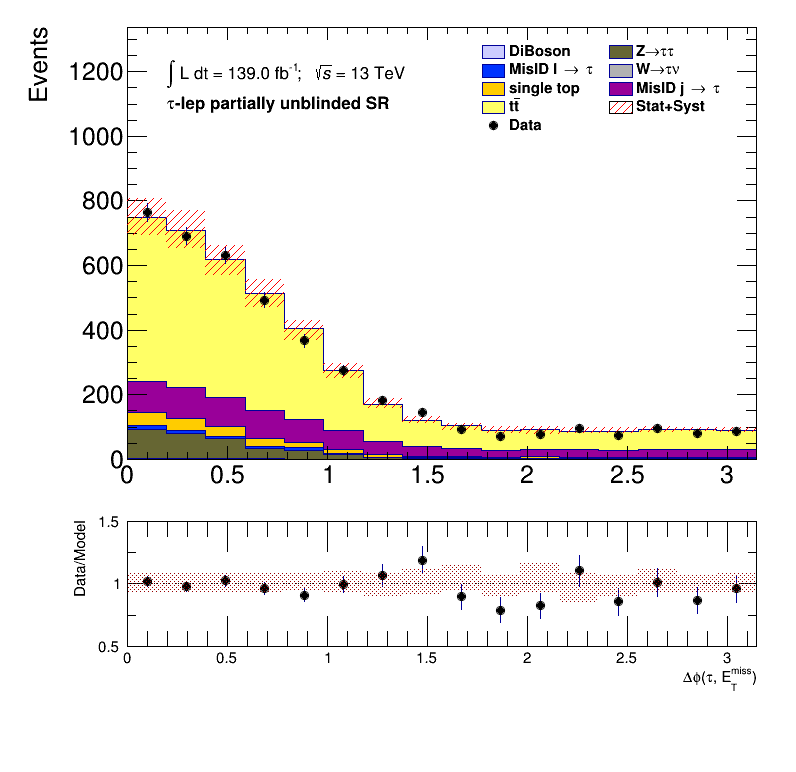 Events
∫ L dt = 139.0 fb⁻¹; √s = 13 TeV
τ-lep partially unblinded SR
DiBoson
MisID l → τ
single top
tt̄
Data
Z→ττ
W→τν
MisID j → τ
Stat+Syst
1200
1000
800
600
400
200
0
0 0.5 1 1.5 2 2.5 3
Data/Model
1.5
1
0.5
0 0.5 1 1.5 2 2.5 3
Δϕ(τ, E_T^miss)